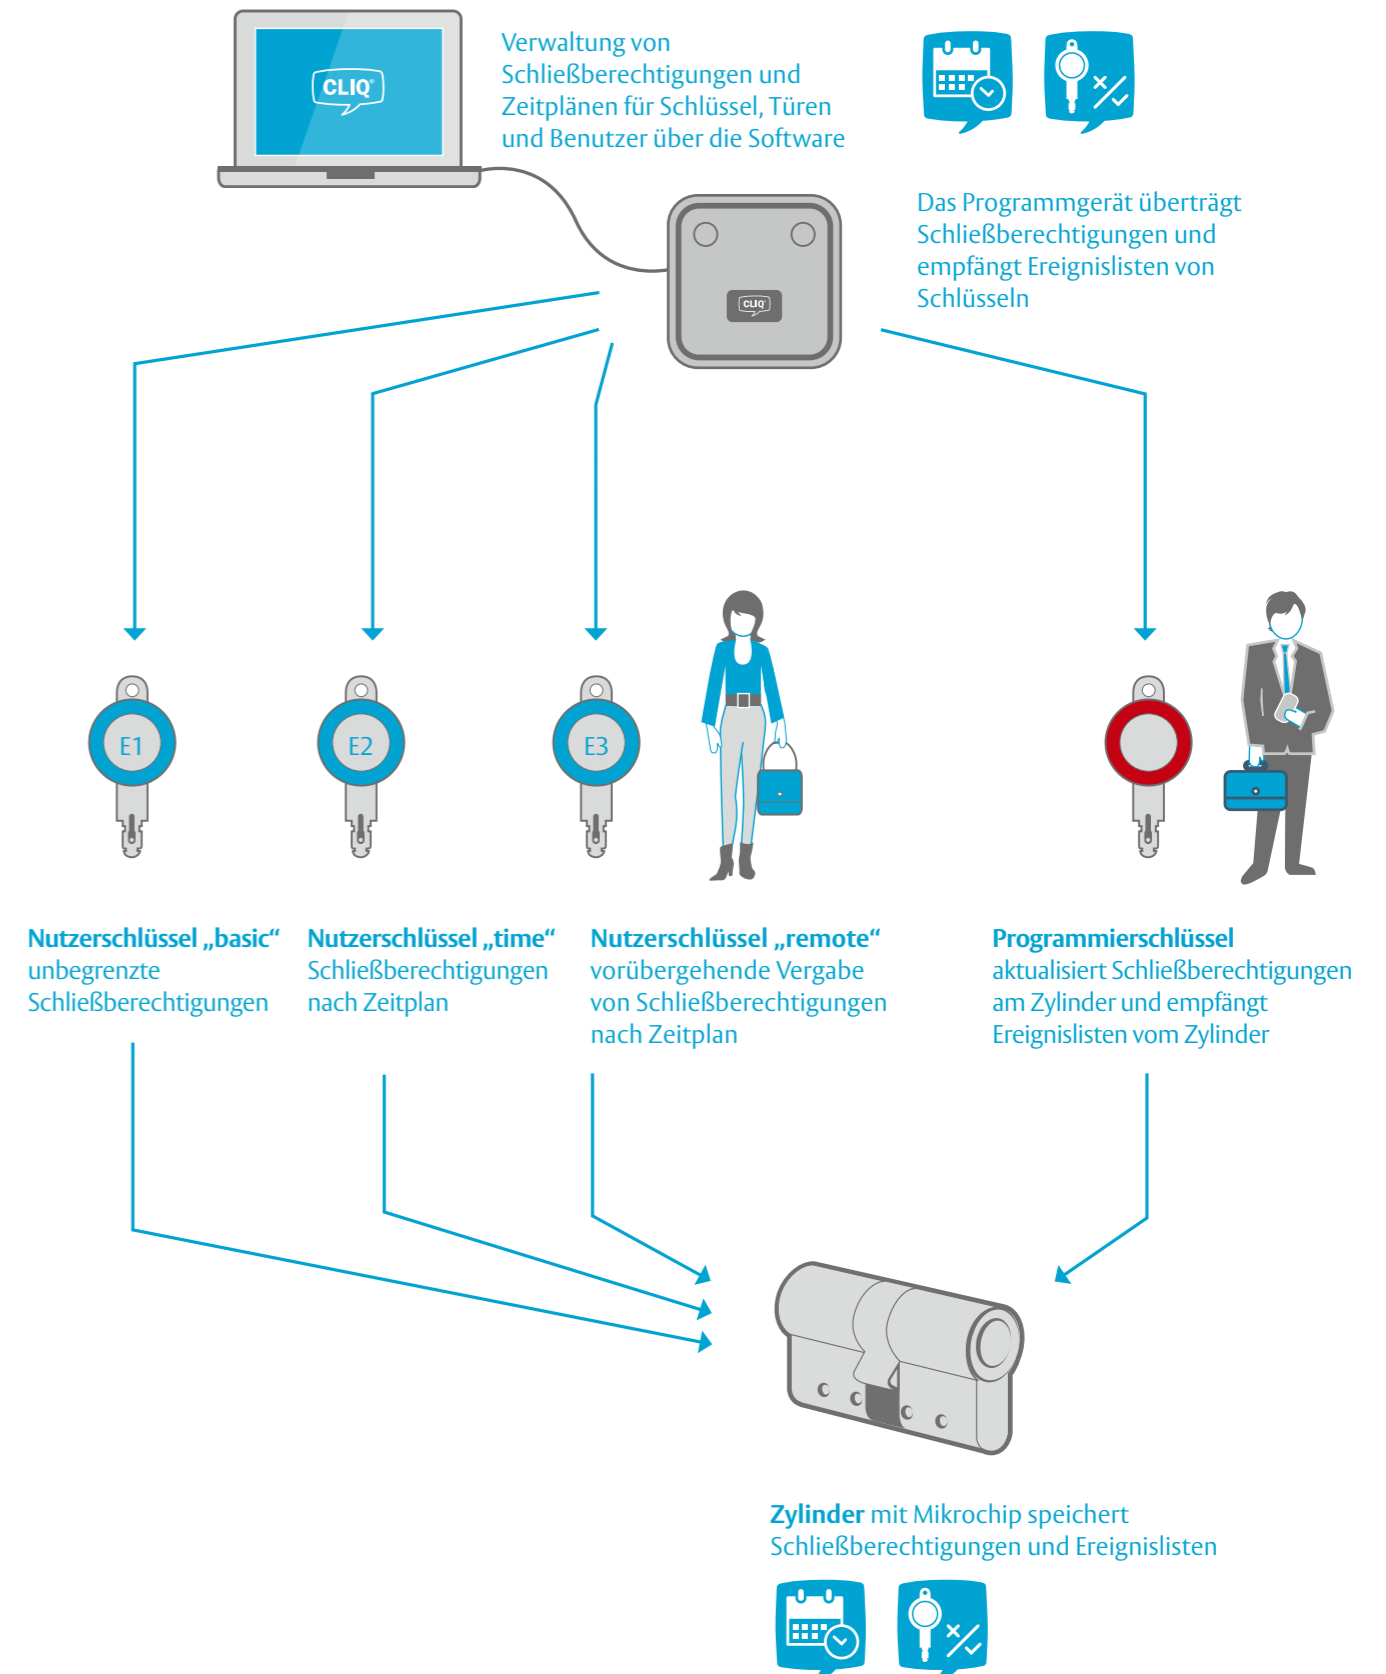 CLIQ®
Verwaltung von
Schließberechtigungen und
Zeitplänen für Schlüssel, Türen
und Benutzer über die Software
Das Programmgerät überträgt
Schließberechtigungen und
empfängt Ereignislisten von
Schlüsseln
CLIQ®
E1
E2
E3
Nutzerschlüssel „basic“
unbegrenzte
Schließberechtigungen
Nutzerschlüssel „time“
Schließberechtigungen
nach Zeitplan
Nutzerschlüssel „remote“
vorübergehende Vergabe
von Schließberechtigungen
nach Zeitplan
Programmierschlüssel
aktualisiert Schließberechtigungen
am Zylinder und empfängt
Ereignislisten vom Zylinder
Zylinder mit Mikrochip speichert
Schließberechtigungen und Ereignislisten